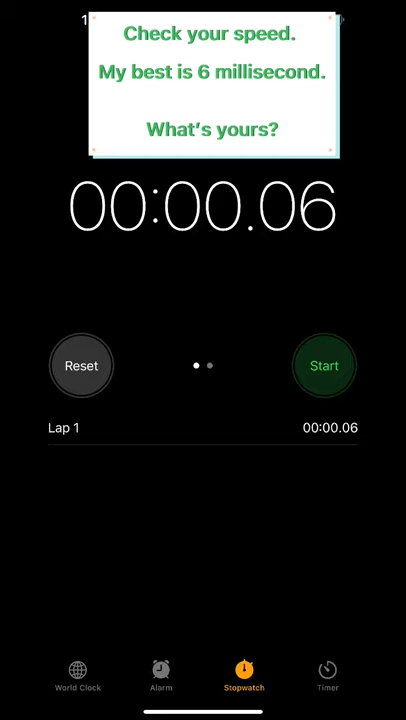 1
Check your speed.
My best is 6 millisecond.
What's yours?
00:00.06
Reset
Start
Lap 1 00:00.06
World Clock Alarm Stopwatch Timer